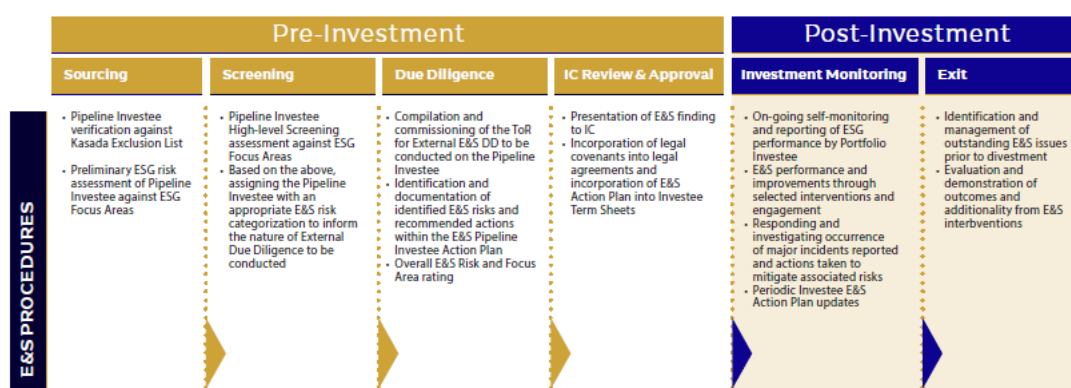 Pre-Investment
Post-Investment
Sourcing
Screening
Due Diligence
IC Review & Approval
Investment Monitoring
Exit
E&S PROCEDURES
• Pipeline Investee
verification against
Kasada Exclusion List
• Preliminary ESG risk
assessment of Pipeline
Investee against ESG
Focus Areas
• Pipeline Investee
High-level Screening
assessment against ESG
Focus Areas
• Based on the above,
assigning the Pipeline
Investee with an
appropriate E&S risk
categorization to inform
the nature of External
Due Diligence to be
conducted
• Compilation and
commissioning of the ToR
for External E&S DD to be
conducted on the Pipeline
Investee
• Identification and
documentation of
identified E&S risks and
recommended actions
within the E&S Pipeline
Investee Action Plan
• Overall E&S Risk and Focus
Area rating
• Presentation of E&S finding
to IC
• Incorporation of legal
covenants into legal
agreements and
incorporation of E&S
Action Plan into Investee
Term Sheets
• On-going self-monitoring
and reporting of ESG
performance by Portfolio
Investee
• E&S performance and
improvements through
selected interventions and
engagement
• Responding and
investigating occurrence
of major incidents reported
and actions taken to
mitigate associated risks
• Periodic Investee E&S
Action Plan updates
• Identification and
management of
outstanding E&S issues
prior to divestment
• Evaluation and
demonstration of
outcomes and
additionality from E&S
interbventions